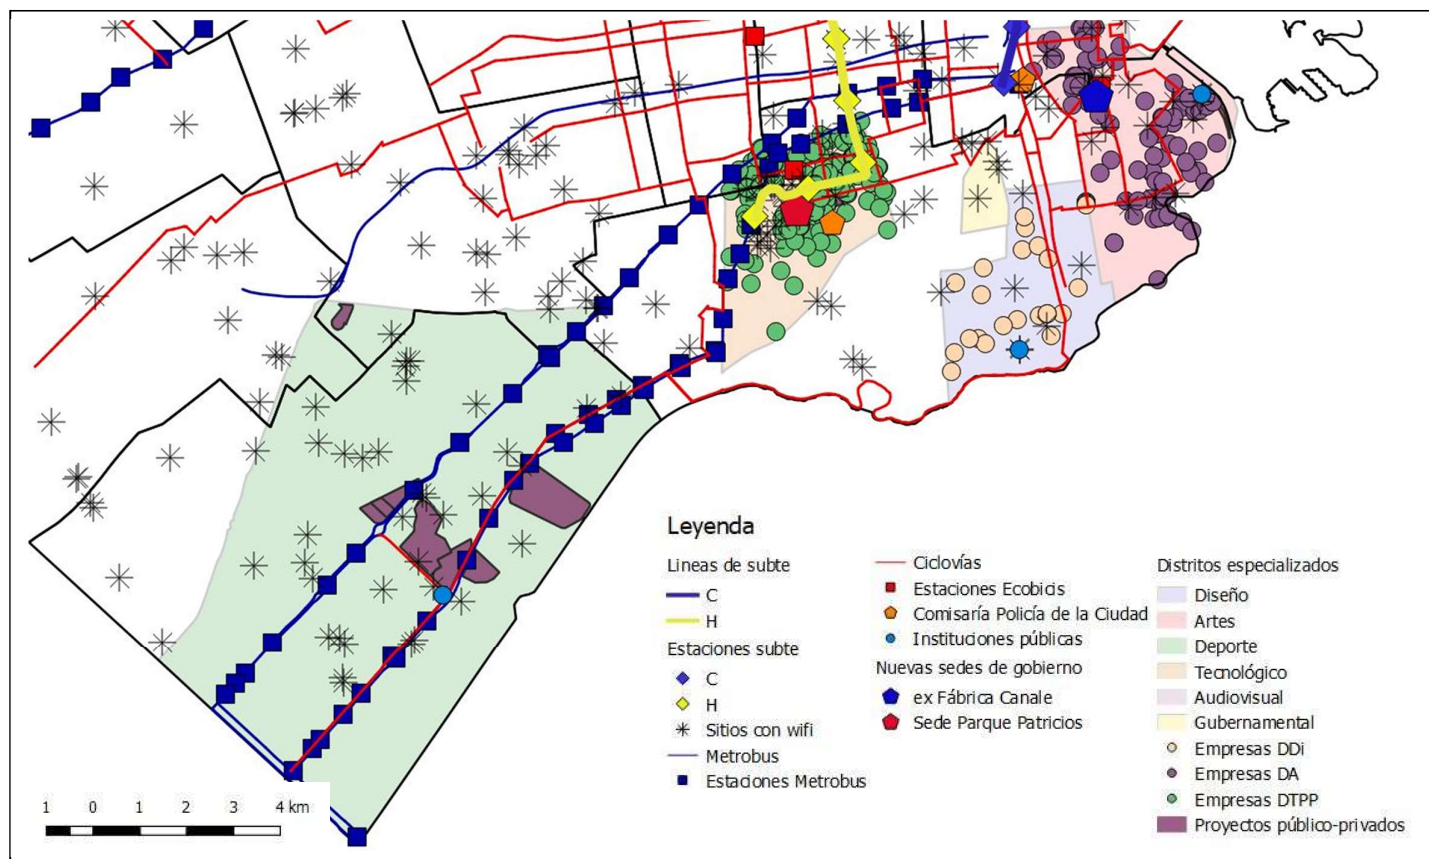 Leyenda
Lineas de subte
C
H
Estaciones subte
C
H
Sitios con wifi
Metrobus
Estaciones Metrobus
Ciclovías
Estaciones Ecobicis
Comisaría Policía de la Ciudad
Instituciones públicas
Nuevas sedes de gobierno
ex Fábrica Canale
Sede Parque Patricios
Distritos especializados
Diseño
Artes
Deporte
Tecnológico
Audiovisual
Gubernamental
Empresas DDi
Empresas DA
Empresas DTPP
Proyectos público-privados
1 0 1 2 3 4 km